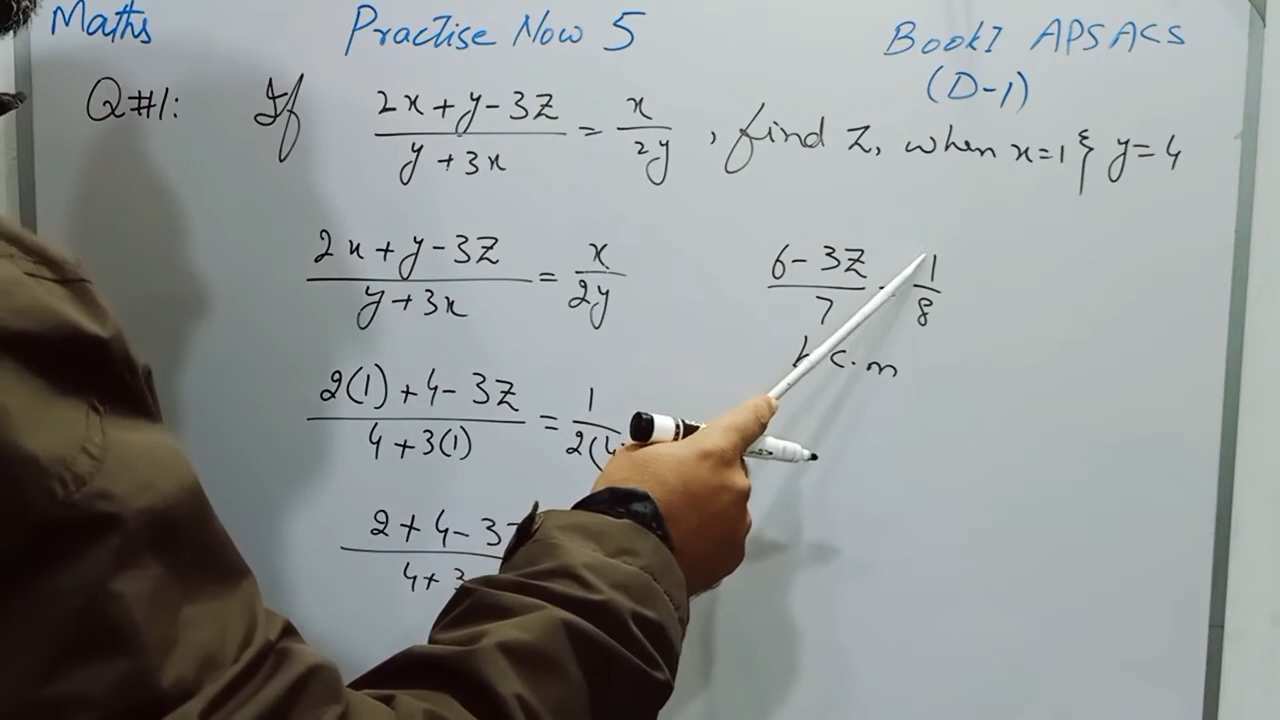 Maths Practise Now 5 Book1 APSACS
(D-1)
Q#1: If (2x+y-3z)/(y+3x) = x/(2y), find z, when x=1 } y=4
(2x+y-3z)/(y+3x) = x/(2y)
(2(1)+4-3z)/(4+3(1)) = 1/(2(4
(2+4-3z)/(4+3
(6-3z)/7 = 1/8
L.C.m